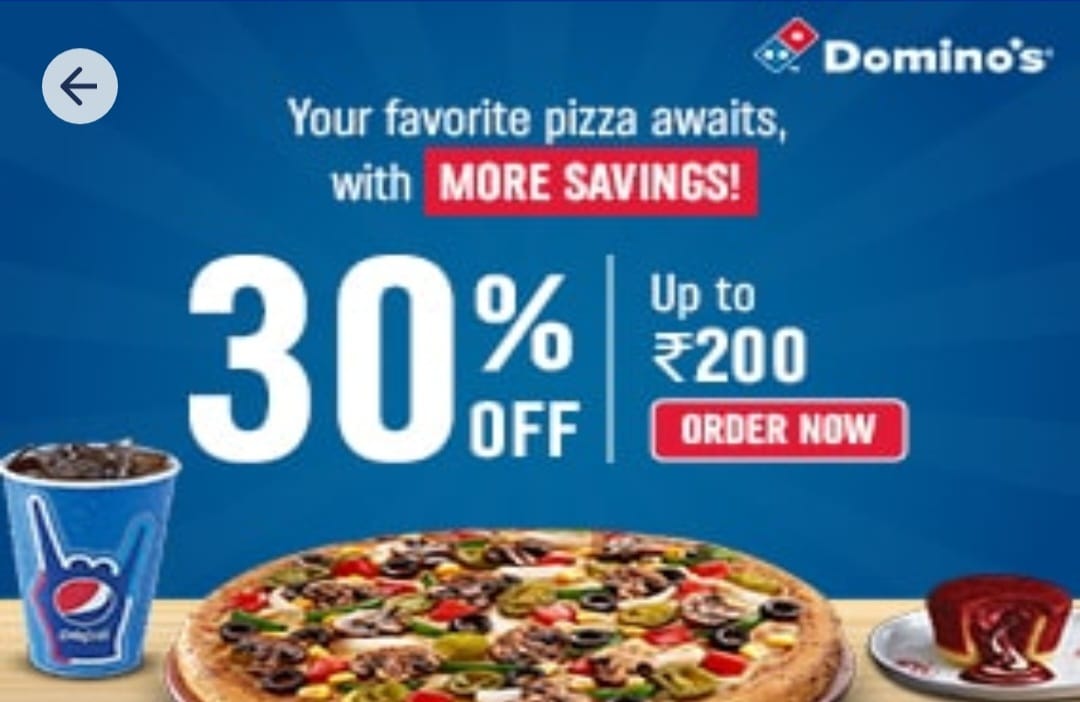 Domino's
Your favorite pizza awaits,
with MORE SAVINGS!
30% OFF
Up to
₹200
ORDER NOW